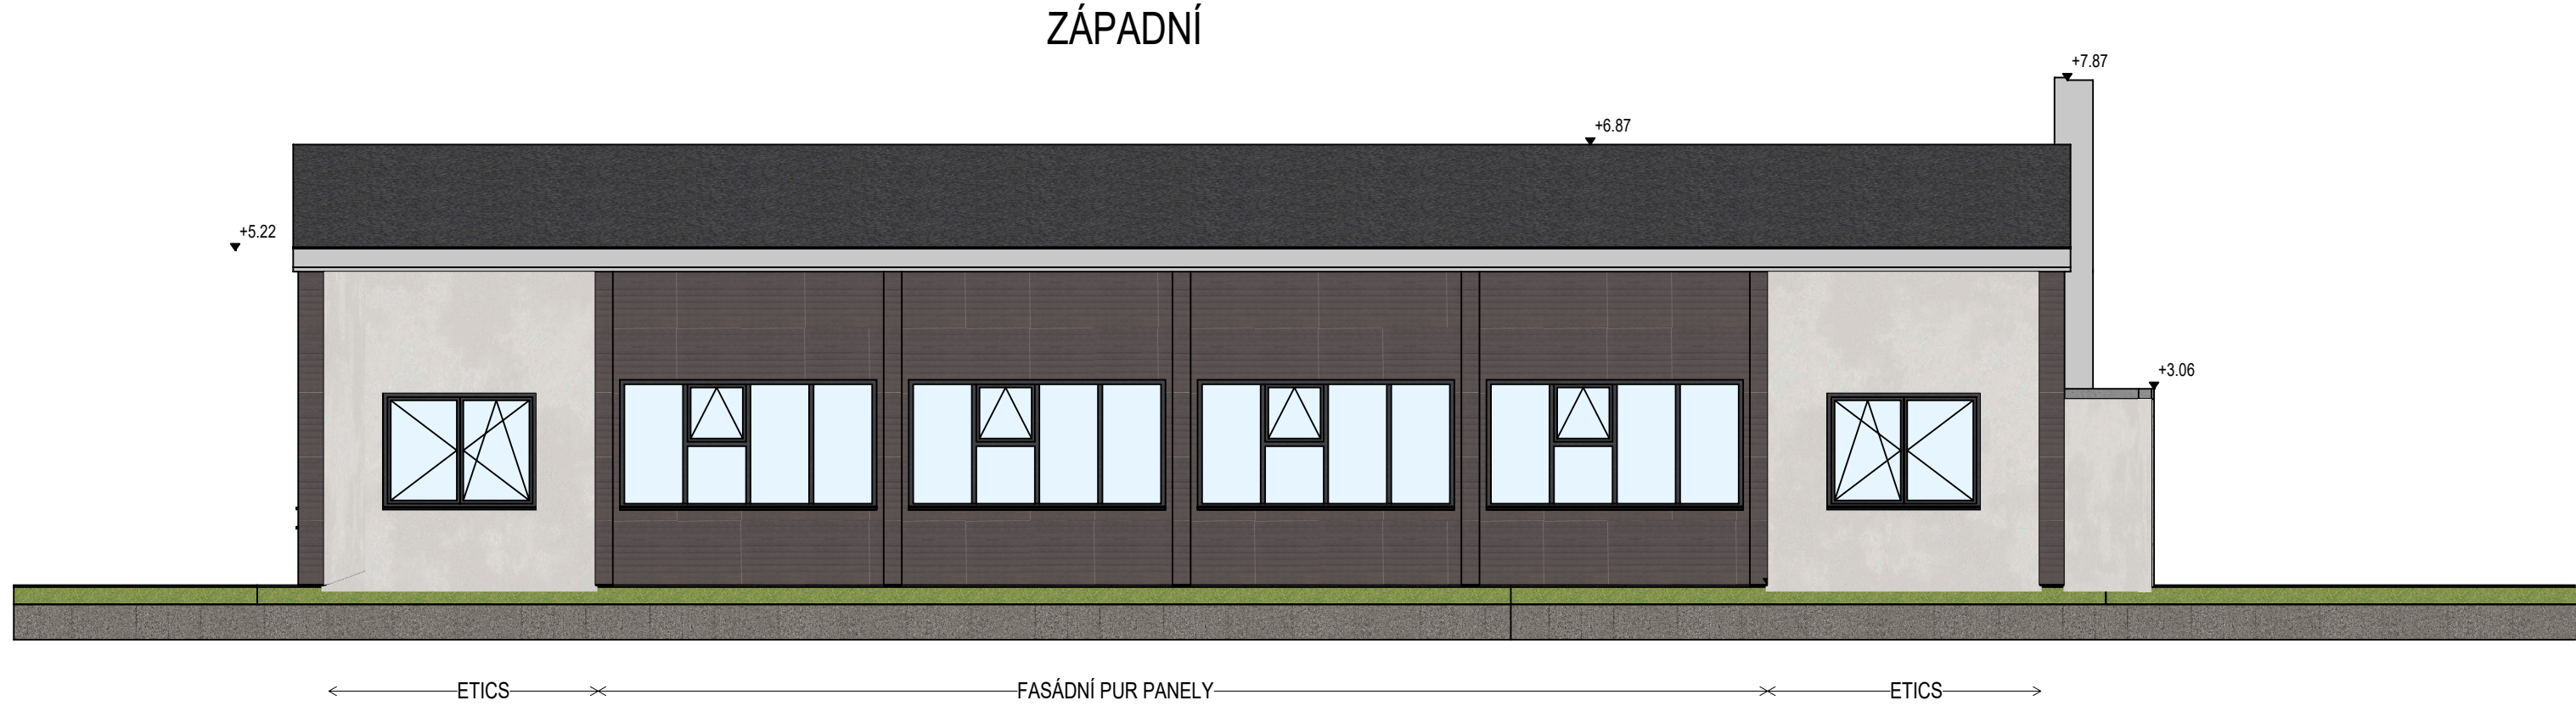 ZÁPADNÍ
+7.87
+6.87
+5.22
+3.06
ETICS
FASÁDNÍ PUR PANELY
ETICS